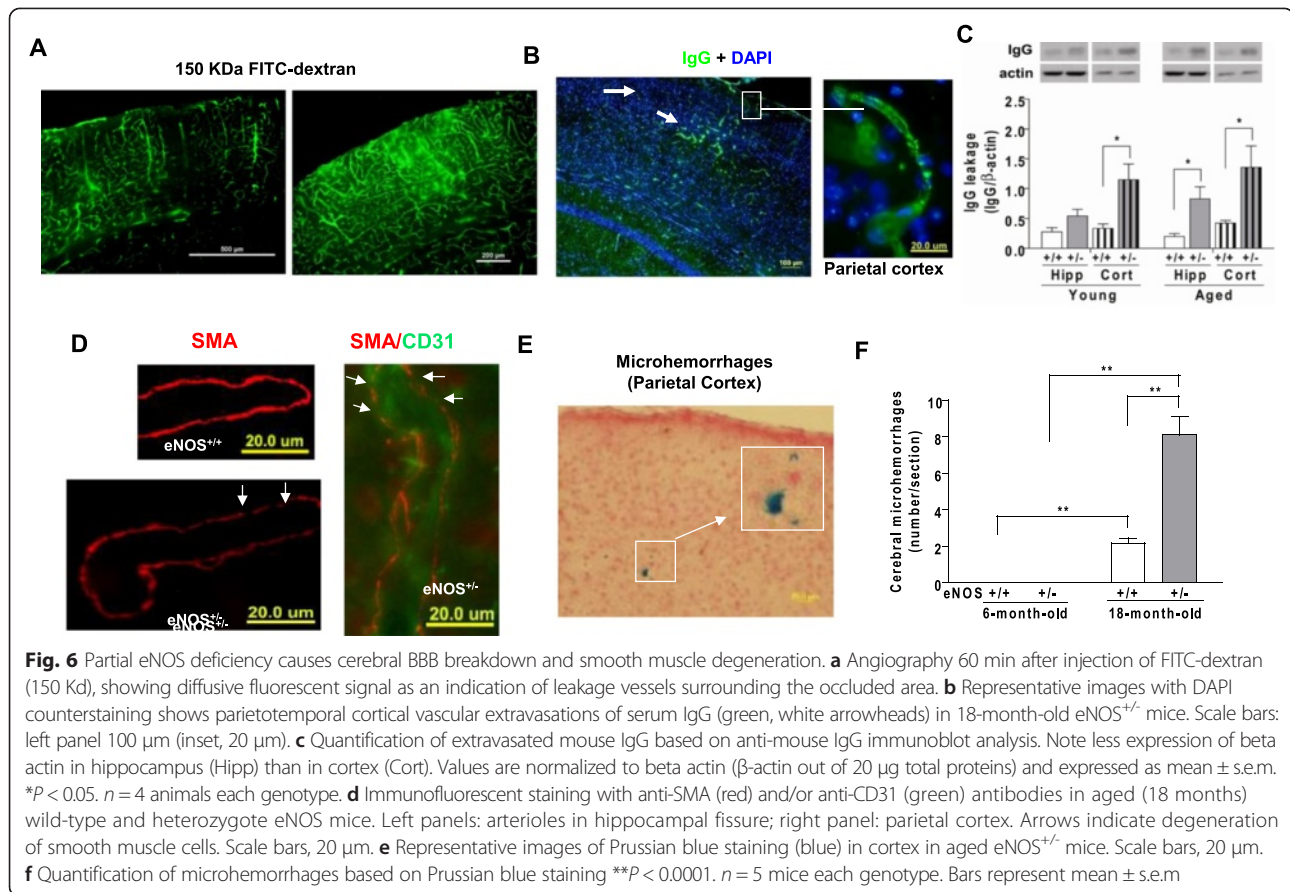 A
150 KDa FITC-dextran
500 μm
200 μm
B
IgG + DAPI
100 μm
20.0 um
Parietal cortex
C
IgG
actin
IgG leakage
(IgG/β-actin)
2.5
2.0
1.5
1.0
0.5
0.0
* * *
+/+ +/- +/+ +/- +/+ +/- +/+ +/-
Hipp Cort Hipp Cort
Young Aged
D
SMA
eNOS+/+
20.0 um
eNOS+/-
eNOS+/-
20.0 um
SMA/CD31
eNOS+/-
20.0 um
E
Microhemorrhages
(Parietal Cortex)
F
Cerebral microhemorrhages
(number/section)
10
8
6
4
2
0
**
**
**
eNOS +/+ +/- +/+ +/-
6-month-old 18-month-old
Fig. 6 Partial eNOS deficiency causes cerebral BBB breakdown and smooth muscle degeneration. a Angiography 60 min after injection of FITC-dextran
(150 Kd), showing diffusive fluorescent signal as an indication of leakage vessels surrounding the occluded area. b Representative images with DAPI
counterstaining shows parietotemporal cortical vascular extravasations of serum IgG (green, white arrowheads) in 18-month-old eNOS+/- mice. Scale bars:
left panel 100 μm (inset, 20 μm). c Quantification of extravasated mouse IgG based on anti-mouse IgG immunoblot analysis. Note less expression of beta
actin in hippocampus (Hipp) than in cortex (Cort). Values are normalized to beta actin (β-actin out of 20 μg total proteins) and expressed as mean ± s.e.m.
*P < 0.05. n = 4 animals each genotype. d Immunofluorescent staining with anti-SMA (red) and/or anti-CD31 (green) antibodies in aged (18 months)
wild-type and heterozygote eNOS mice. Left panels: arterioles in hippocampal fissure; right panel: parietal cortex. Arrows indicate degeneration
of smooth muscle cells. Scale bars, 20 μm. e Representative images of Prussian blue staining (blue) in cortex in aged eNOS+/- mice. Scale bars, 20 μm.
f Quantification of microhemorrhages based on Prussian blue staining **P < 0.0001. n = 5 mice each genotype. Bars represent mean ± s.e.m